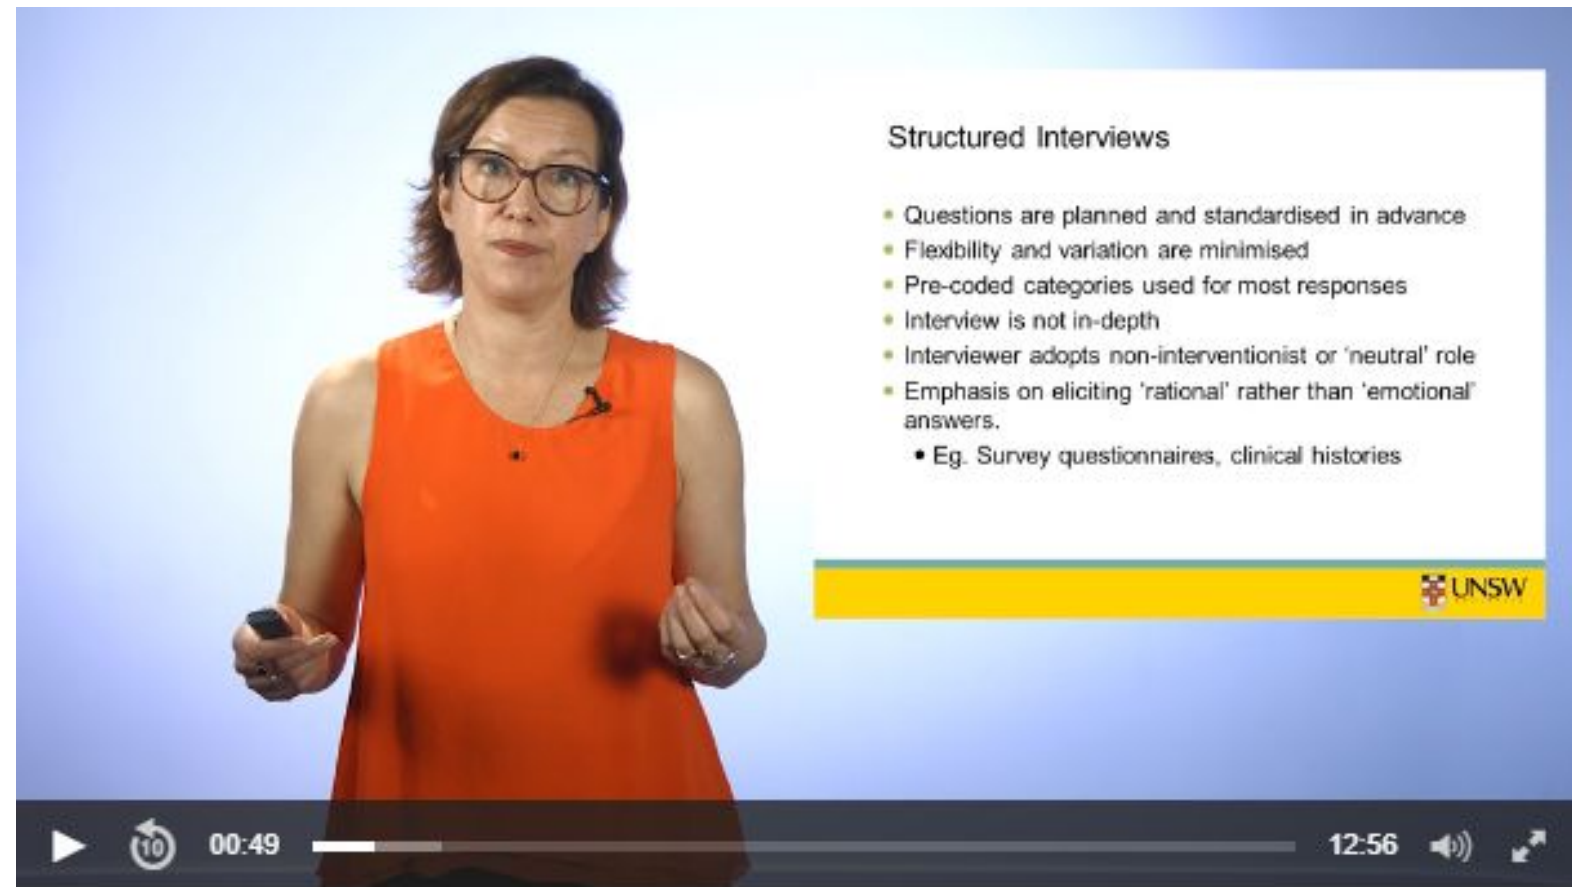 Structured Interviews
Questions are planned and standardised in advance
Flexibility and variation are minimised
Pre-coded categories used for most responses
Interview is not in-depth
Interviewer adopts non-interventionist or ‘neutral’ role
Emphasis on eliciting ‘rational’ rather than ‘emotional’
answers.
Eg. Survey questionnaires, clinical histories
UNSW
10
00:49
12:56